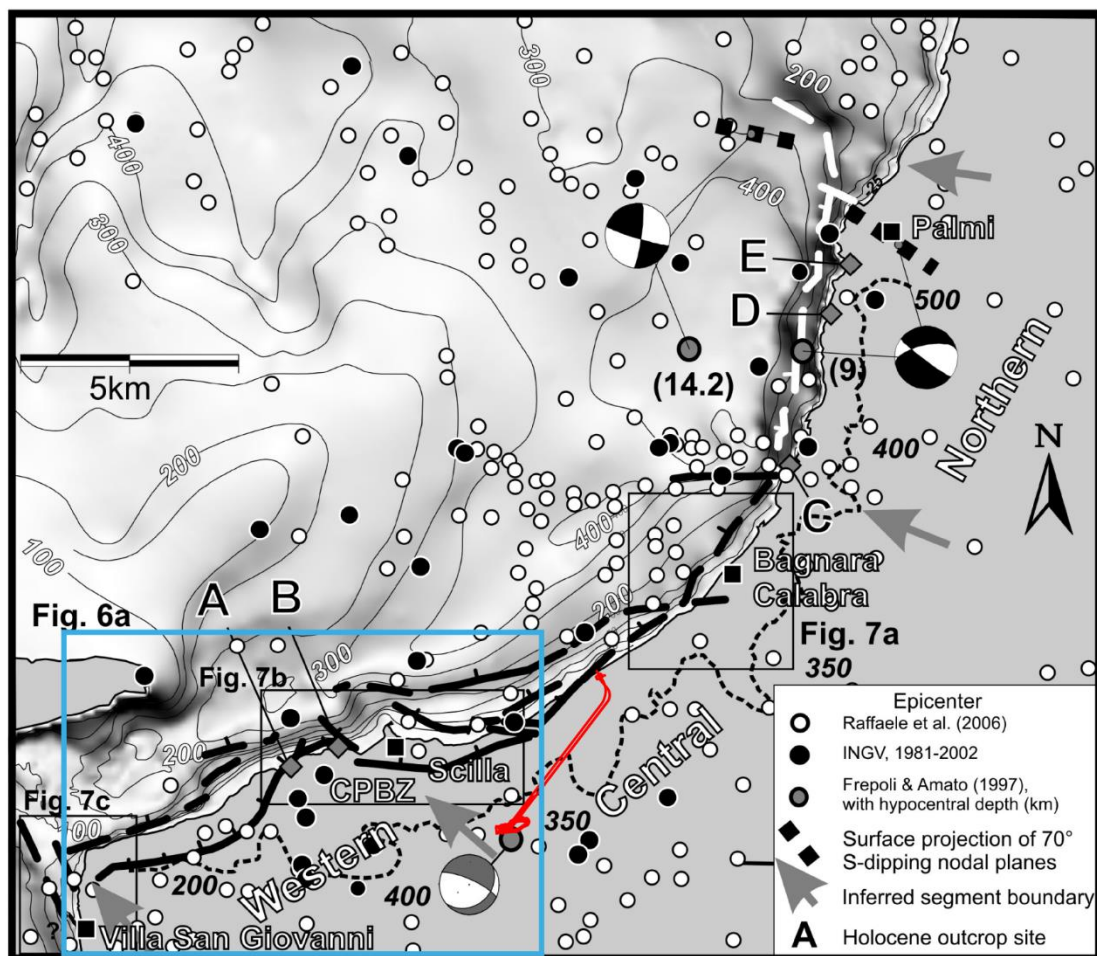 300
200
400
400
300
Palmi
E
500
D
5km
(14.2)
(9)
Northern
N
400
200
400
C
100
A
B
Bagnara
Calabra
200
Fig. 6a
300
Fig. 7a
Fig. 7b
350
200
Scilla
CPBZ
Central
Fig. 7c
100
350
Western
200
400
?
Villa San Giovanni
Epicenter
Raffaele et al. (2006)
INGV, 1981-2002
Frepoli & Amato (1997),
with hypocentral depth (km)
Surface projection of 70°
S-dipping nodal planes
Inferred segment boundary
A Holocene outcrop site